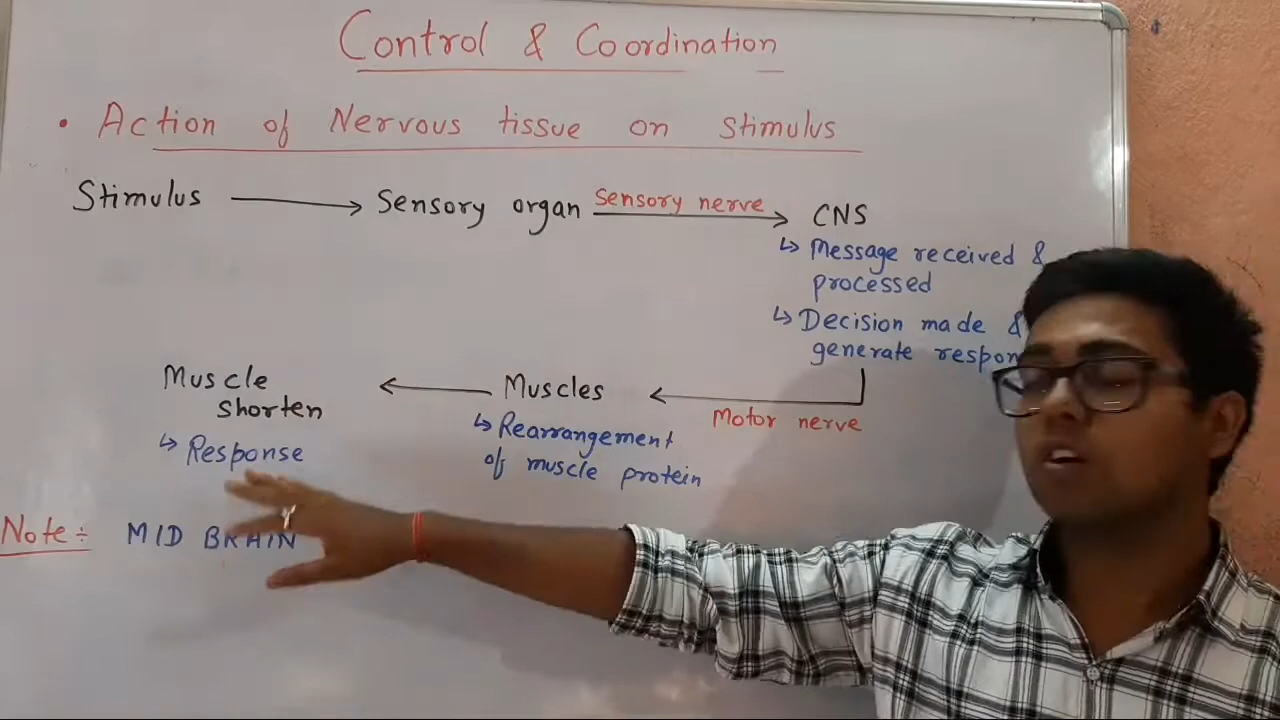 Control & Coordination
• Action of Nervous tissue on stimulus
Stimulus → Sensory organ Sensory nerve → CNS
↳ Message received &
processed
↳ Decision made &
generate respon
Muscle shorten ← Muscles ← Motor nerve
↳ Response
↳ Rearrangement
of muscle protein
Note:- MID BRAIN